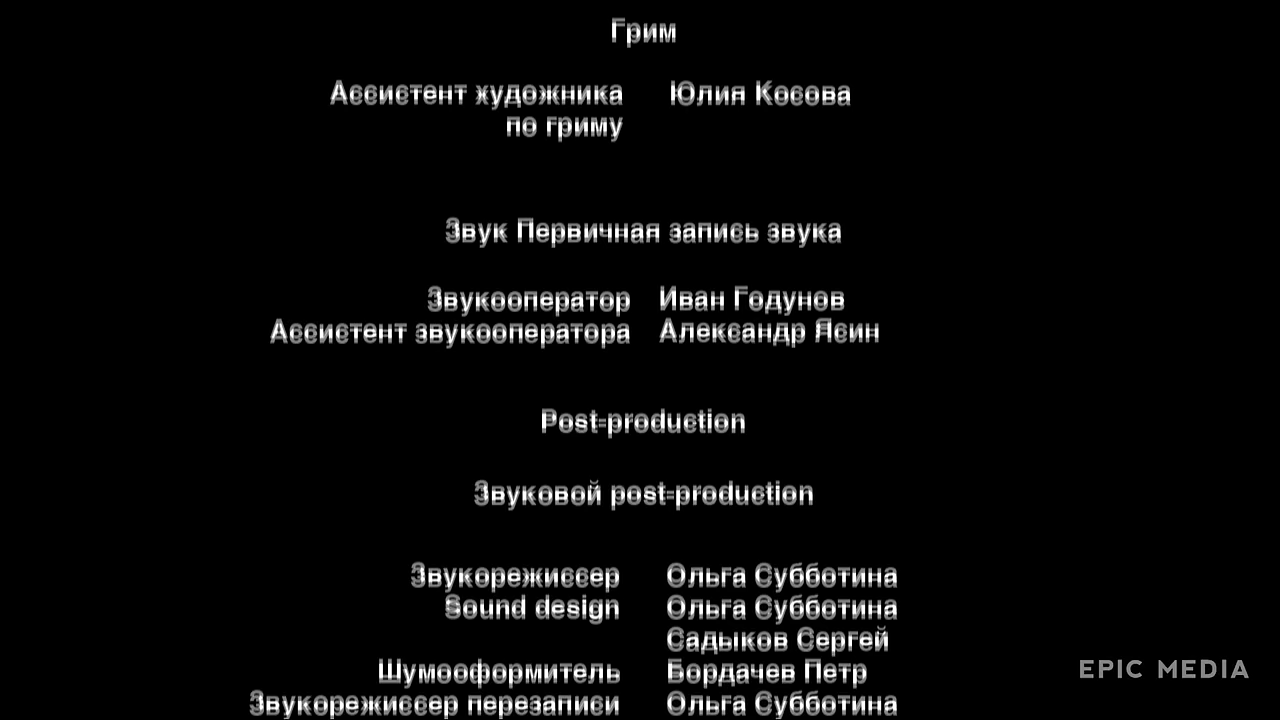 Грим
Ассистент художника Юлия Косова
по гриму
Звук Первичная запись звука
Звукооператор Иван Годунов
Ассистент звукооператора Александр Ясин
Post-production
Звуковой post-production
Звукорежиссер Ольга Субботина
Sound design Ольга Субботина
Садыков Сергей
Шумооформитель Бордачев Петр
Звукорежиссер перезаписи Ольга Субботина
EPIC MEDIA